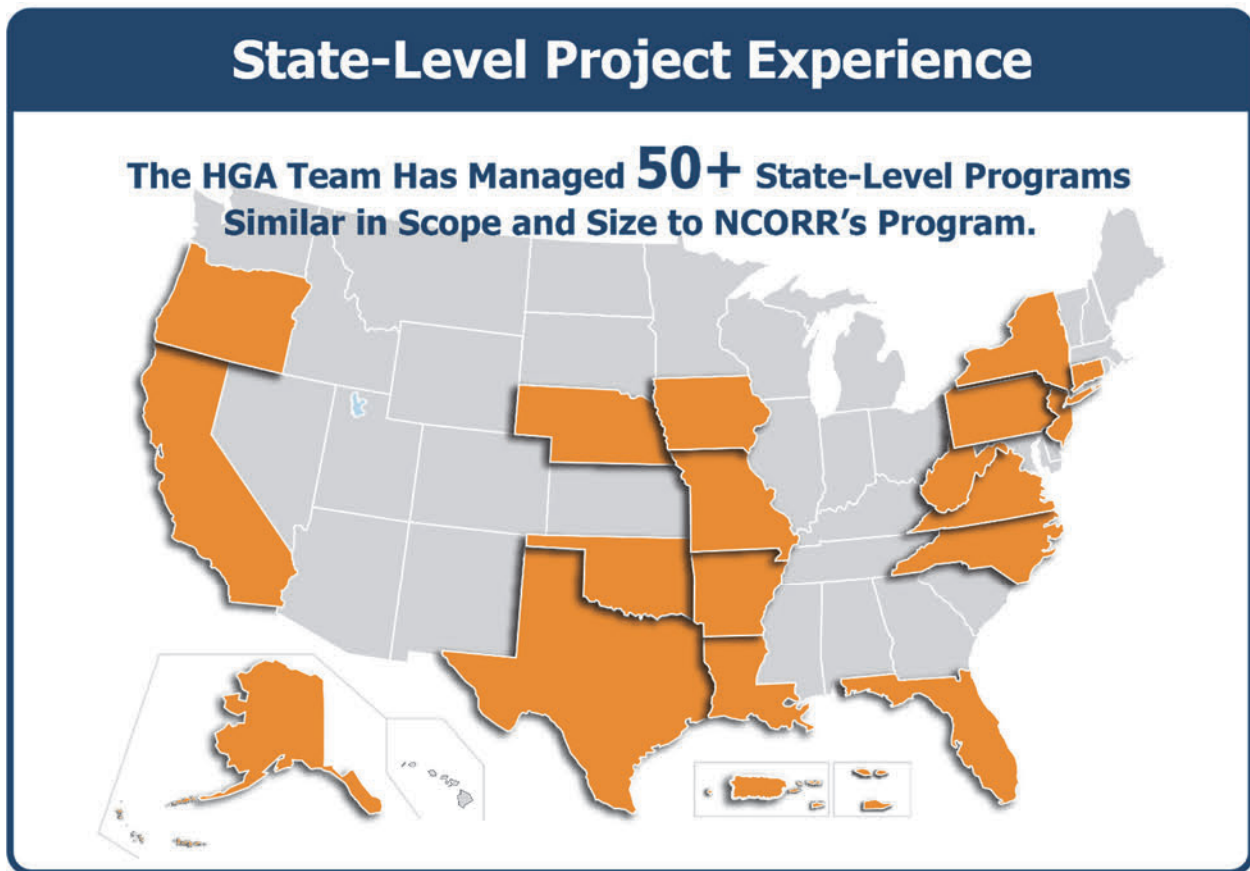 State-Level Project Experience
The HGA Team Has Managed 50+ State-Level Programs
Similar in Scope and Size to NCORR's Program.